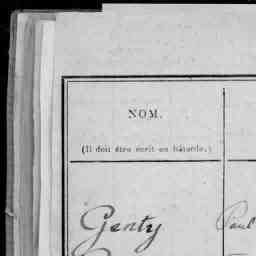 NOM.
(Il doit être écrit en bâtarde.)
Genty Paul